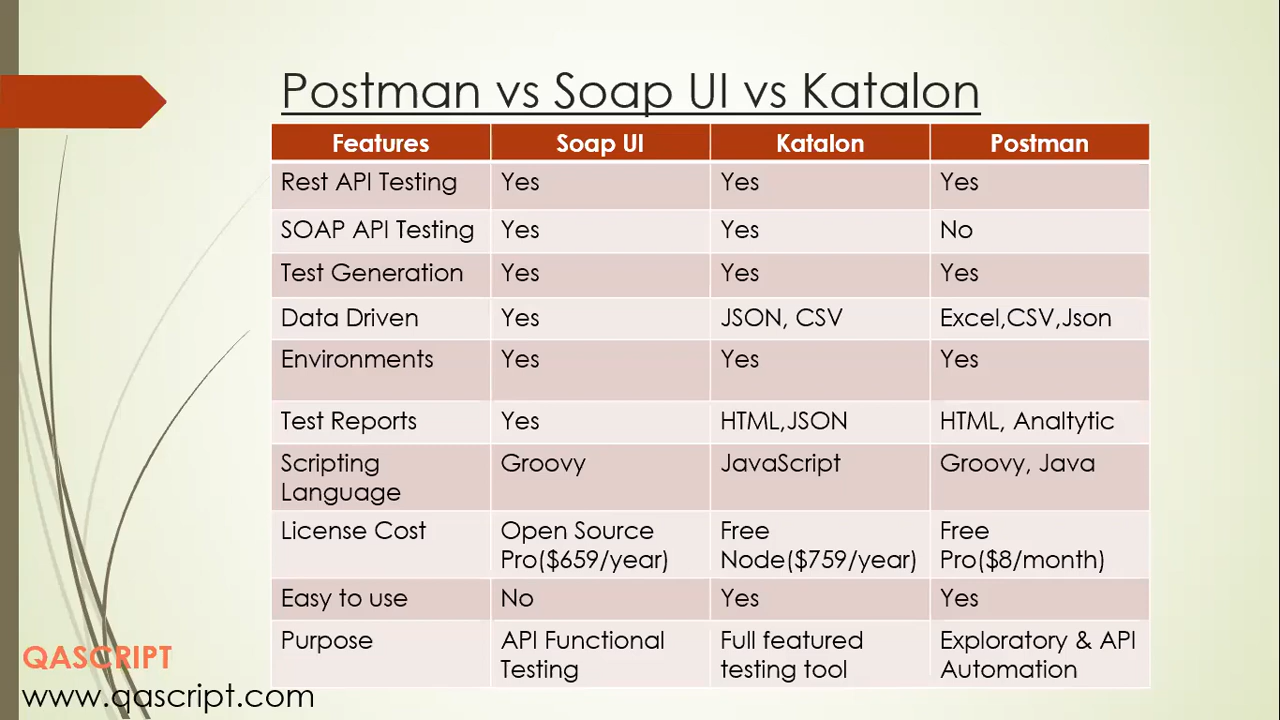 Postman vs Soap UI vs Katalon
Features Soap UI Katalon Postman
Rest API Testing Yes Yes Yes
SOAP API Testing Yes Yes No
Test Generation Yes Yes Yes
Data Driven Yes JSON, CSV Excel,CSV,Json
Environments Yes Yes Yes
Test Reports Yes HTML,JSON HTML, Analtytic
Scripting Groovy JavaScript Groovy, Java
Language
License Cost Open Source Free Free
Pro($659/year) Node($759/year) Pro($8/month)
Easy to use No Yes Yes
Purpose API Functional Full featured Exploratory & API
Testing testing tool Automation
QASCRIPT
www.qascript.com